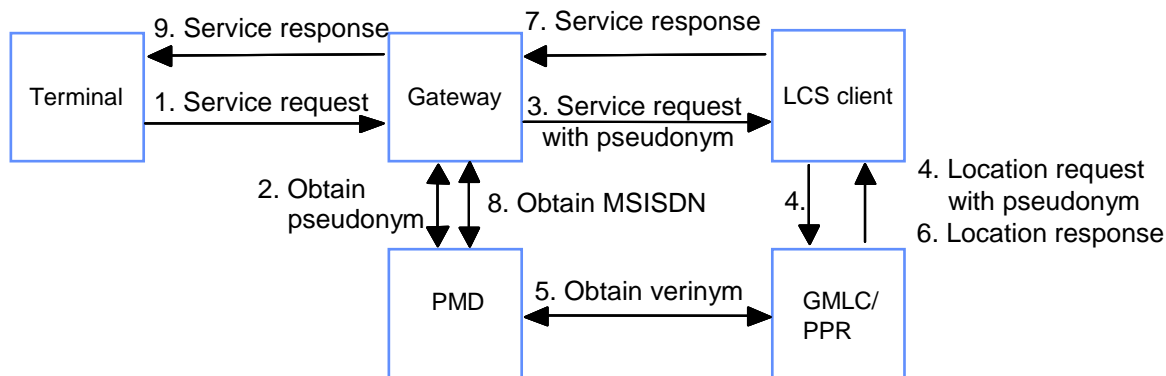 9. Service response
7. Service response
Terminal
Gateway
LCS client
1. Service request
3. Service request
with pseudonym
2. Obtain
pseudonym
8. Obtain MSISDN
4.
4. Location request
with pseudonym
6. Location response
PMD
5. Obtain verinym
GMLC/
PPR